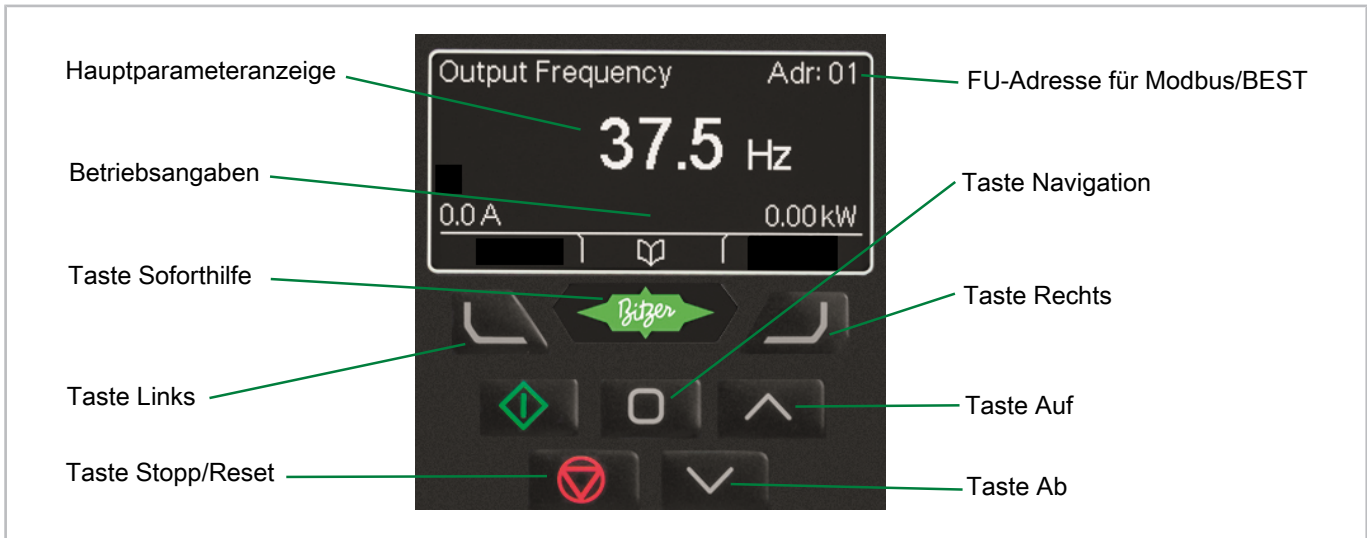 Hauptparameteranzeige
Output Frequency Adr: 01
FU-Adresse für Modbus/BEST
37.5 Hz
Betriebsangaben
Taste Navigation
0.0 A 0.00 kW
Taste Soforthilfe
Bitzer
Taste Rechts
Taste Links
Taste Auf
Taste Stopp/Reset
Taste Ab